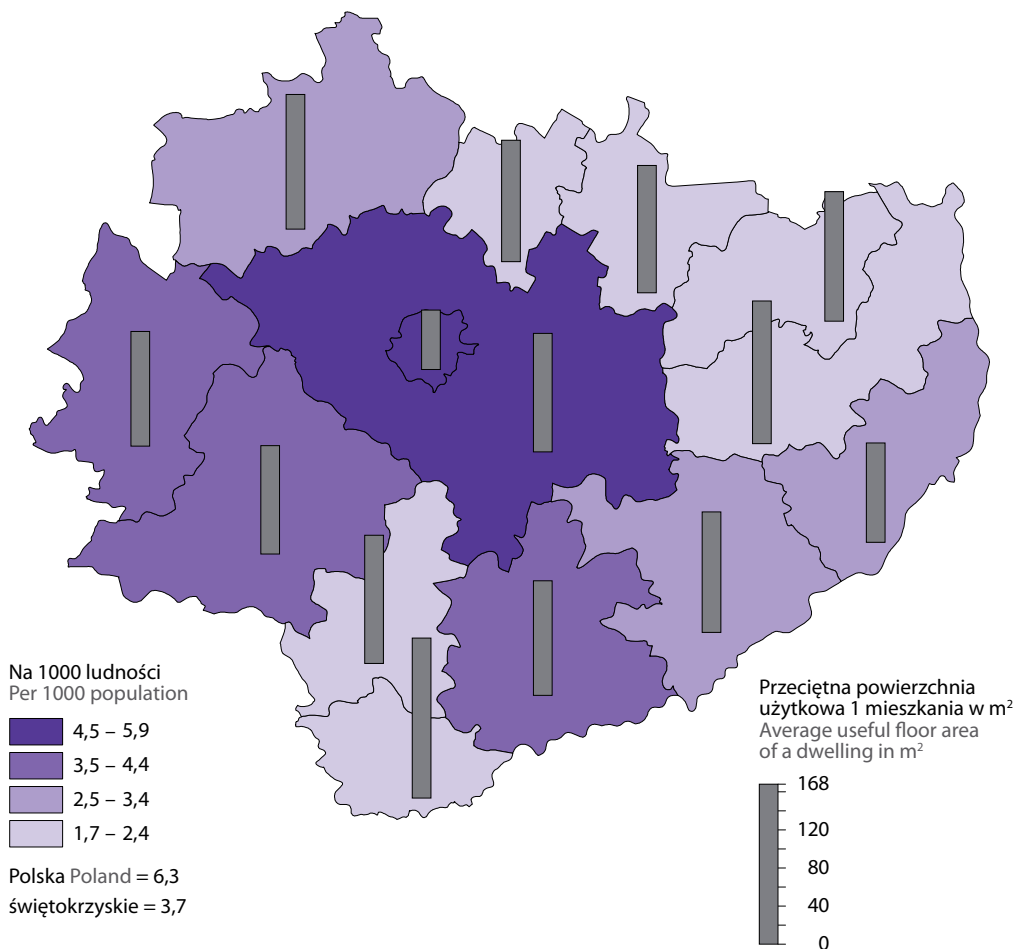 Na 1000 ludności
Per 1000 population
4,5 – 5,9
3,5 – 4,4
2,5 – 3,4
1,7 – 2,4
Polska Poland = 6,3
świętokrzyskie = 3,7
Przeciętna powierzchnia
użytkowa 1 mieszkania w m²
Average useful floor area
of a dwelling in m²
168
120
80
40
0